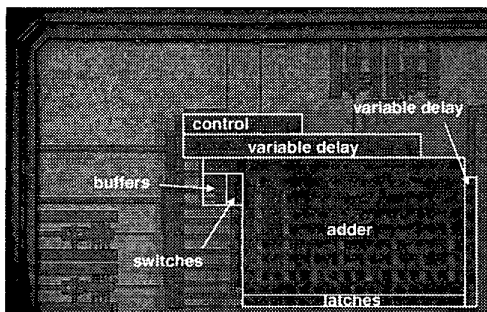 variable delay
control
variable delay
buffers
adder
switches
latches